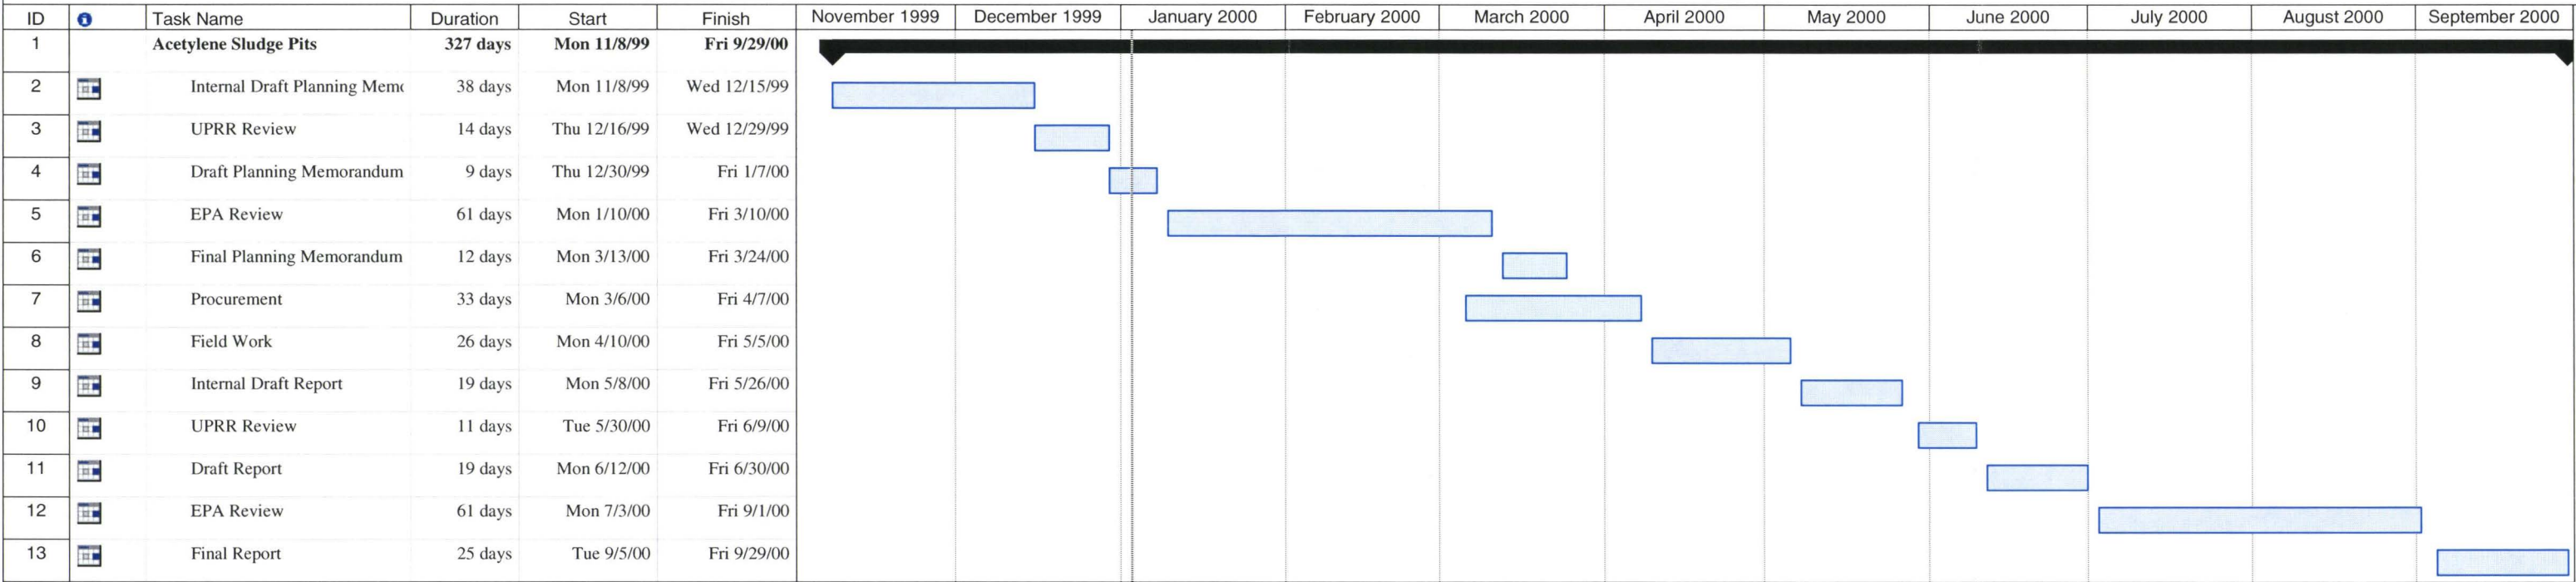 ID i Task Name Duration Start Finish November 1999 December 1999 January 2000 February 2000 March 2000 April 2000 May 2000 June 2000 July 2000 August 2000 September 2000
1 Acetylene Sludge Pits 327 days Mon 11/8/99 Fri 9/29/00
2 Internal Draft Planning Memo 38 days Mon 11/8/99 Wed 12/15/99
3 UPRR Review 14 days Thu 12/16/99 Wed 12/29/99
4 Draft Planning Memorandum 9 days Thu 12/30/99 Fri 1/7/00
5 EPA Review 61 days Mon 1/10/00 Fri 3/10/00
6 Final Planning Memorandum 12 days Mon 3/13/00 Fri 3/24/00
7 Procurement 33 days Mon 3/6/00 Fri 4/7/00
8 Field Work 26 days Mon 4/10/00 Fri 5/5/00
9 Internal Draft Report 19 days Mon 5/8/00 Fri 5/26/00
10 UPRR Review 11 days Tue 5/30/00 Fri 6/9/00
11 Draft Report 19 days Mon 6/12/00 Fri 6/30/00
12 EPA Review 61 days Mon 7/3/00 Fri 9/1/00
13 Final Report 25 days Tue 9/5/00 Fri 9/29/00